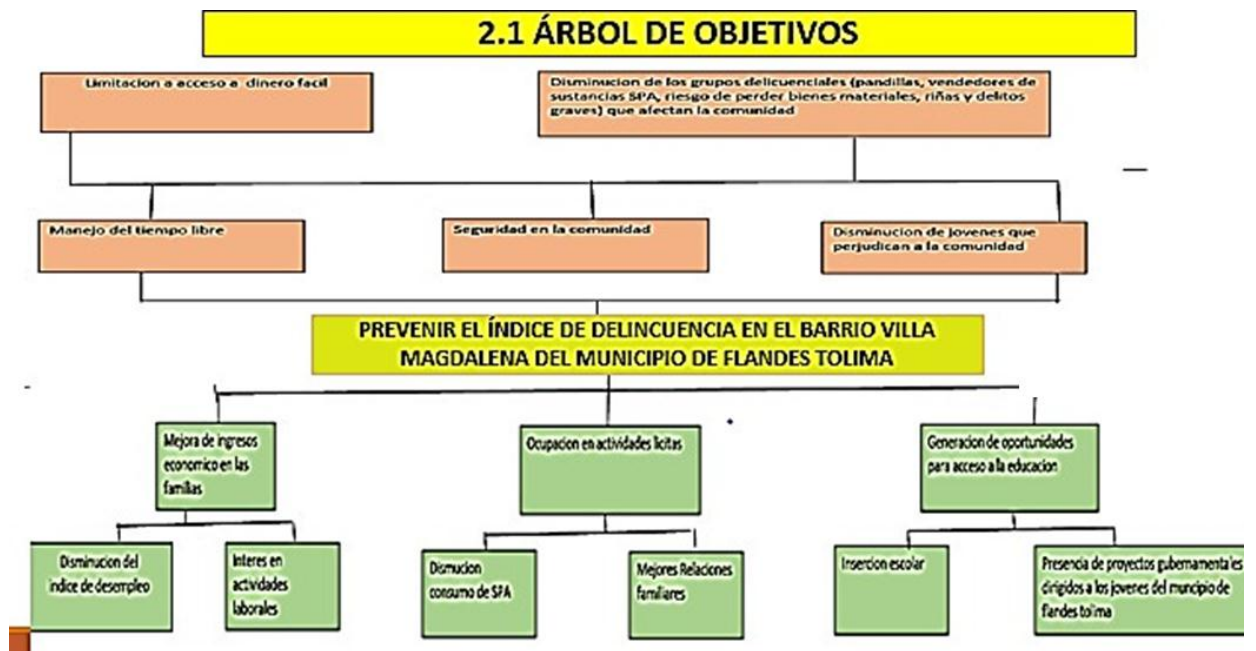 2.1 ÁRBOL DE OBJETIVOS
Limitacion a acceso a dinero facil
Disminucion de los grupos delicuenciales (pandillas, vendedores de
sustancias SPA, riesgo de perder bienes materiales, riñas y delitos
graves) que afectan la comunidad
Manejo del tiempo libre
Seguridad en la comunidad
Disminucion de jovenes que
perjudican a la comunidad
PREVENIR EL ÍNDICE DE DELINCUENCIA EN EL BARRIO VILLA
MAGDALENA DEL MUNICIPIO DE FLANDES TOLIMA
Mejora de ingresos
economico en las
familias
Ocupacion en actividades licitas
Generacion de oportunidades
para acceso a la educacion
Disminucion del
indice de desempleo
Interes en
actividades
laborales
Dismucion
consumo de SPA
Mejores Relaciones
familiares
Insercion escolar
Presencia de proyectos gubernamentales
dirigidos a los jovenes del municipio de
flandes tolima